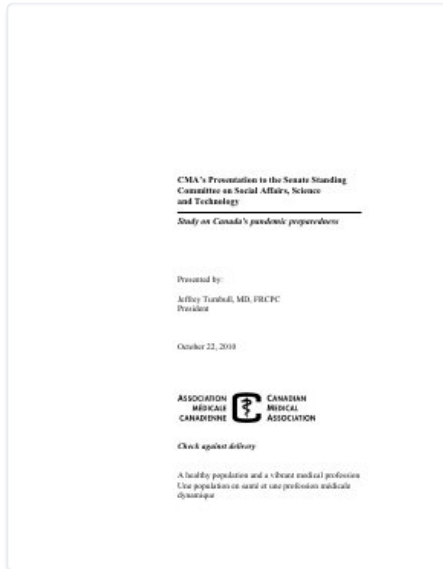 CMA's Presentation to the Senate Standing
Committee on Social Affairs, Science
and Technology
Study on Canada's pandemic preparedness
Presented by:
Jeffrey Turnbull, MD, FRCPC
President
October 22, 2010
ASSOCIATION
MÉDICALE
CANADIENNE
CANADIAN
MEDICAL
ASSOCIATION
Check against delivery
A healthy population and a vibrant medical profession
Une population en santé et une profession médicale
dynamique